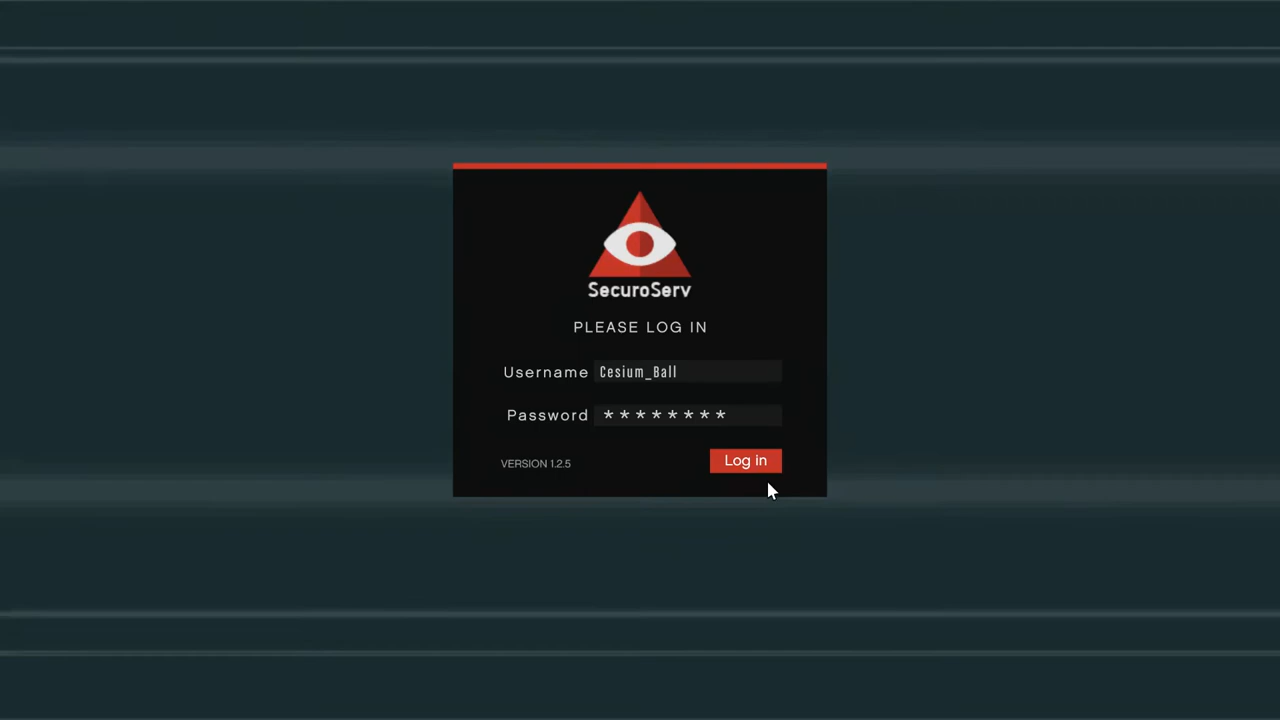 SecuroServ
PLEASE LOG IN
Username Cesium_Ball
Password ********
VERSION 1.2.5 Log in